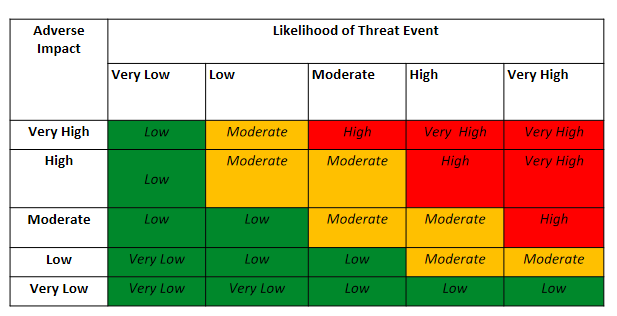 Adverse Impact Likelihood of Threat Event
Very Low Low Moderate High Very High
Very High Low Moderate High Very High Very High
High Low Moderate Moderate High Very High
Moderate Low Low Moderate Moderate High
Low Very Low Low Low Moderate Moderate
Very Low Very Low Very Low Low Low Low